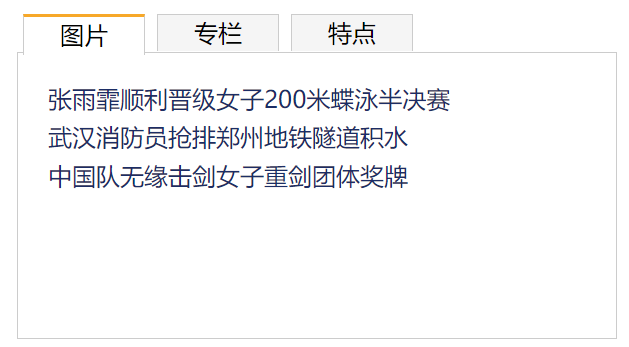 图片 专栏 特点
张雨霏顺利晋级女子200米蝶泳半决赛
武汉消防员抢排郑州地铁隧道积水
中国队无缘击剑女子重剑团体奖牌